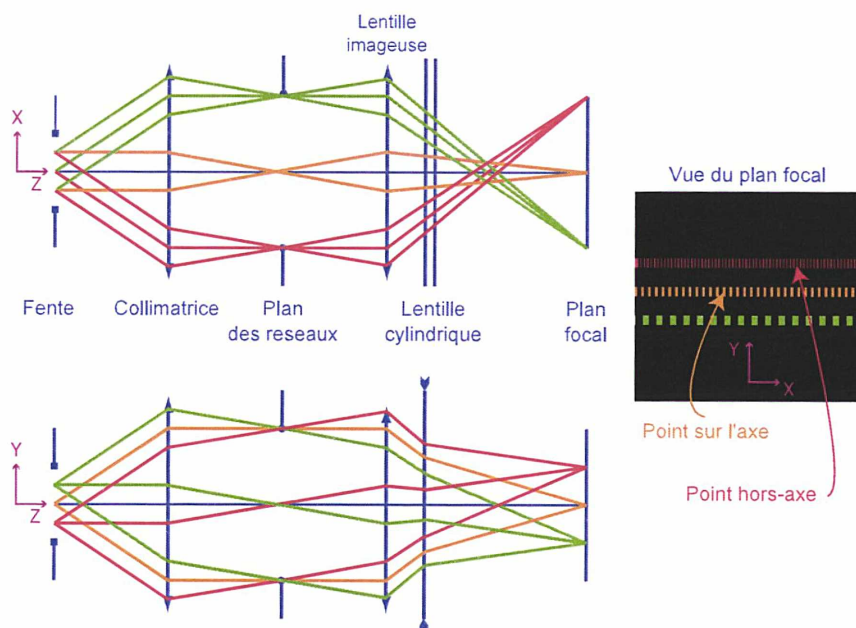 Lentille
imageuse
X
Z
Vue du plan focal
Fente
Collimatrice
Plan
des reseaux
Lentille
cylindrique
Plan
focal
Y
X
Y
Z
Point sur l'axe
Point hors-axe